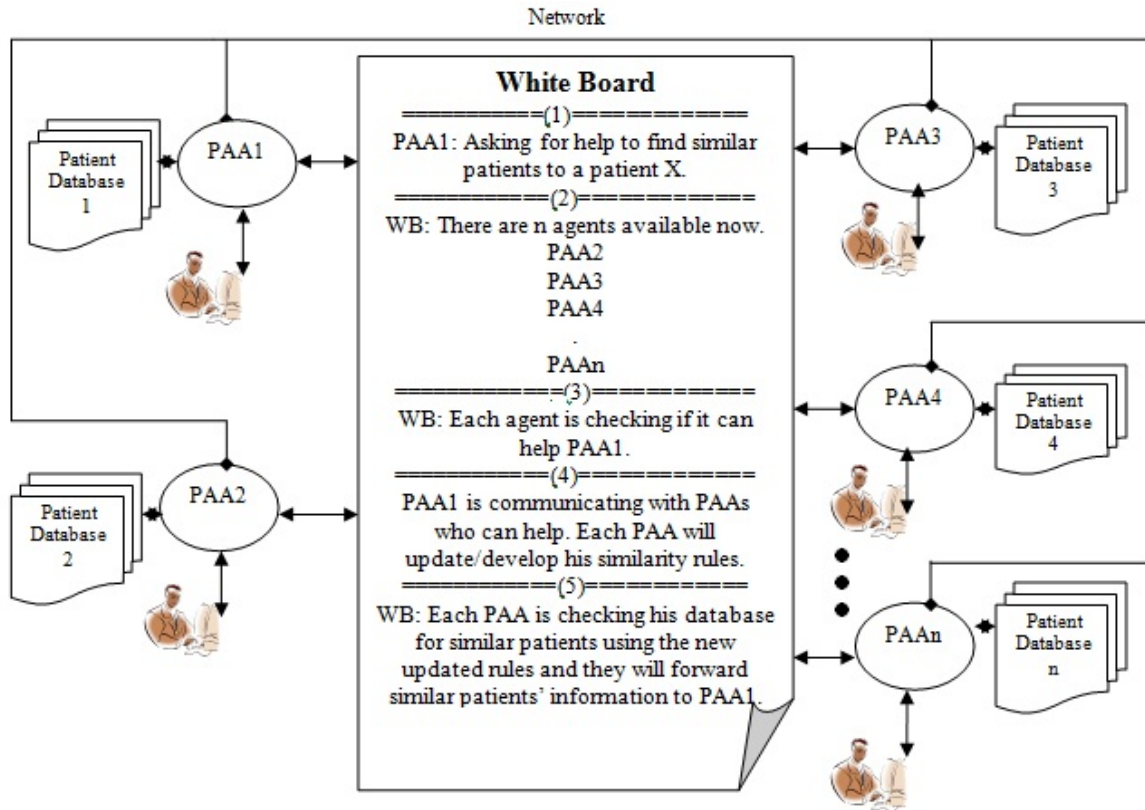 Network
White Board
===========(1)=============
PAA1: Asking for help to find similar
patients to a patient X.
============(2)=============
WB: There are n agents available now.
PAA2
PAA3
PAA4
.
PAAn
=============(3)=============
WB: Each agent is checking if it can
help PAA1.
============(4)=============
PAA1 is communicating with PAAs
who can help. Each PAA will
update/develop his similarity rules.
============(5)============
WB: Each PAA is checking his database
for similar patients using the new
updated rules and they will forward
similar patients’ information to PAA1.
Patient
Database
1
PAA1
Patient
Database
2
PAA2
PAA3
Patient
Database
3
PAA4
Patient
Database
4
PAAn
Patient
Database
n